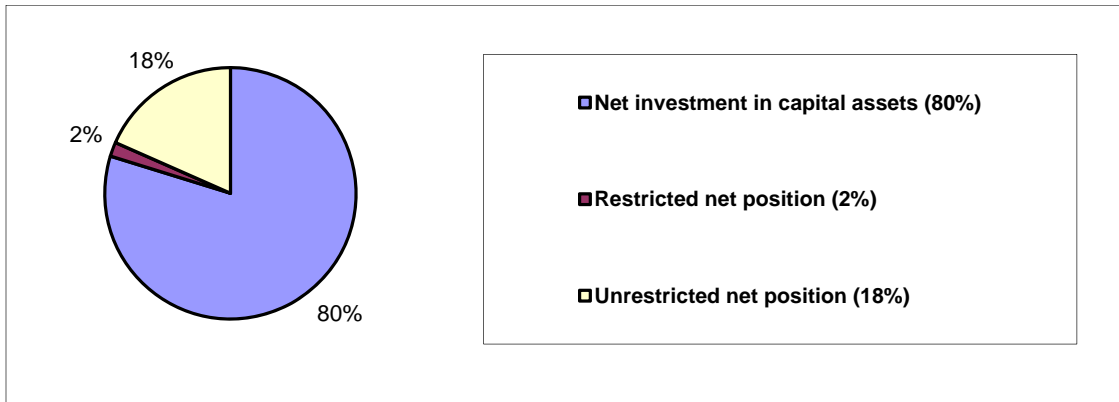 18%
2%
80%
Net investment in capital assets (80%)
Restricted net position (2%)
Unrestricted net position (18%)